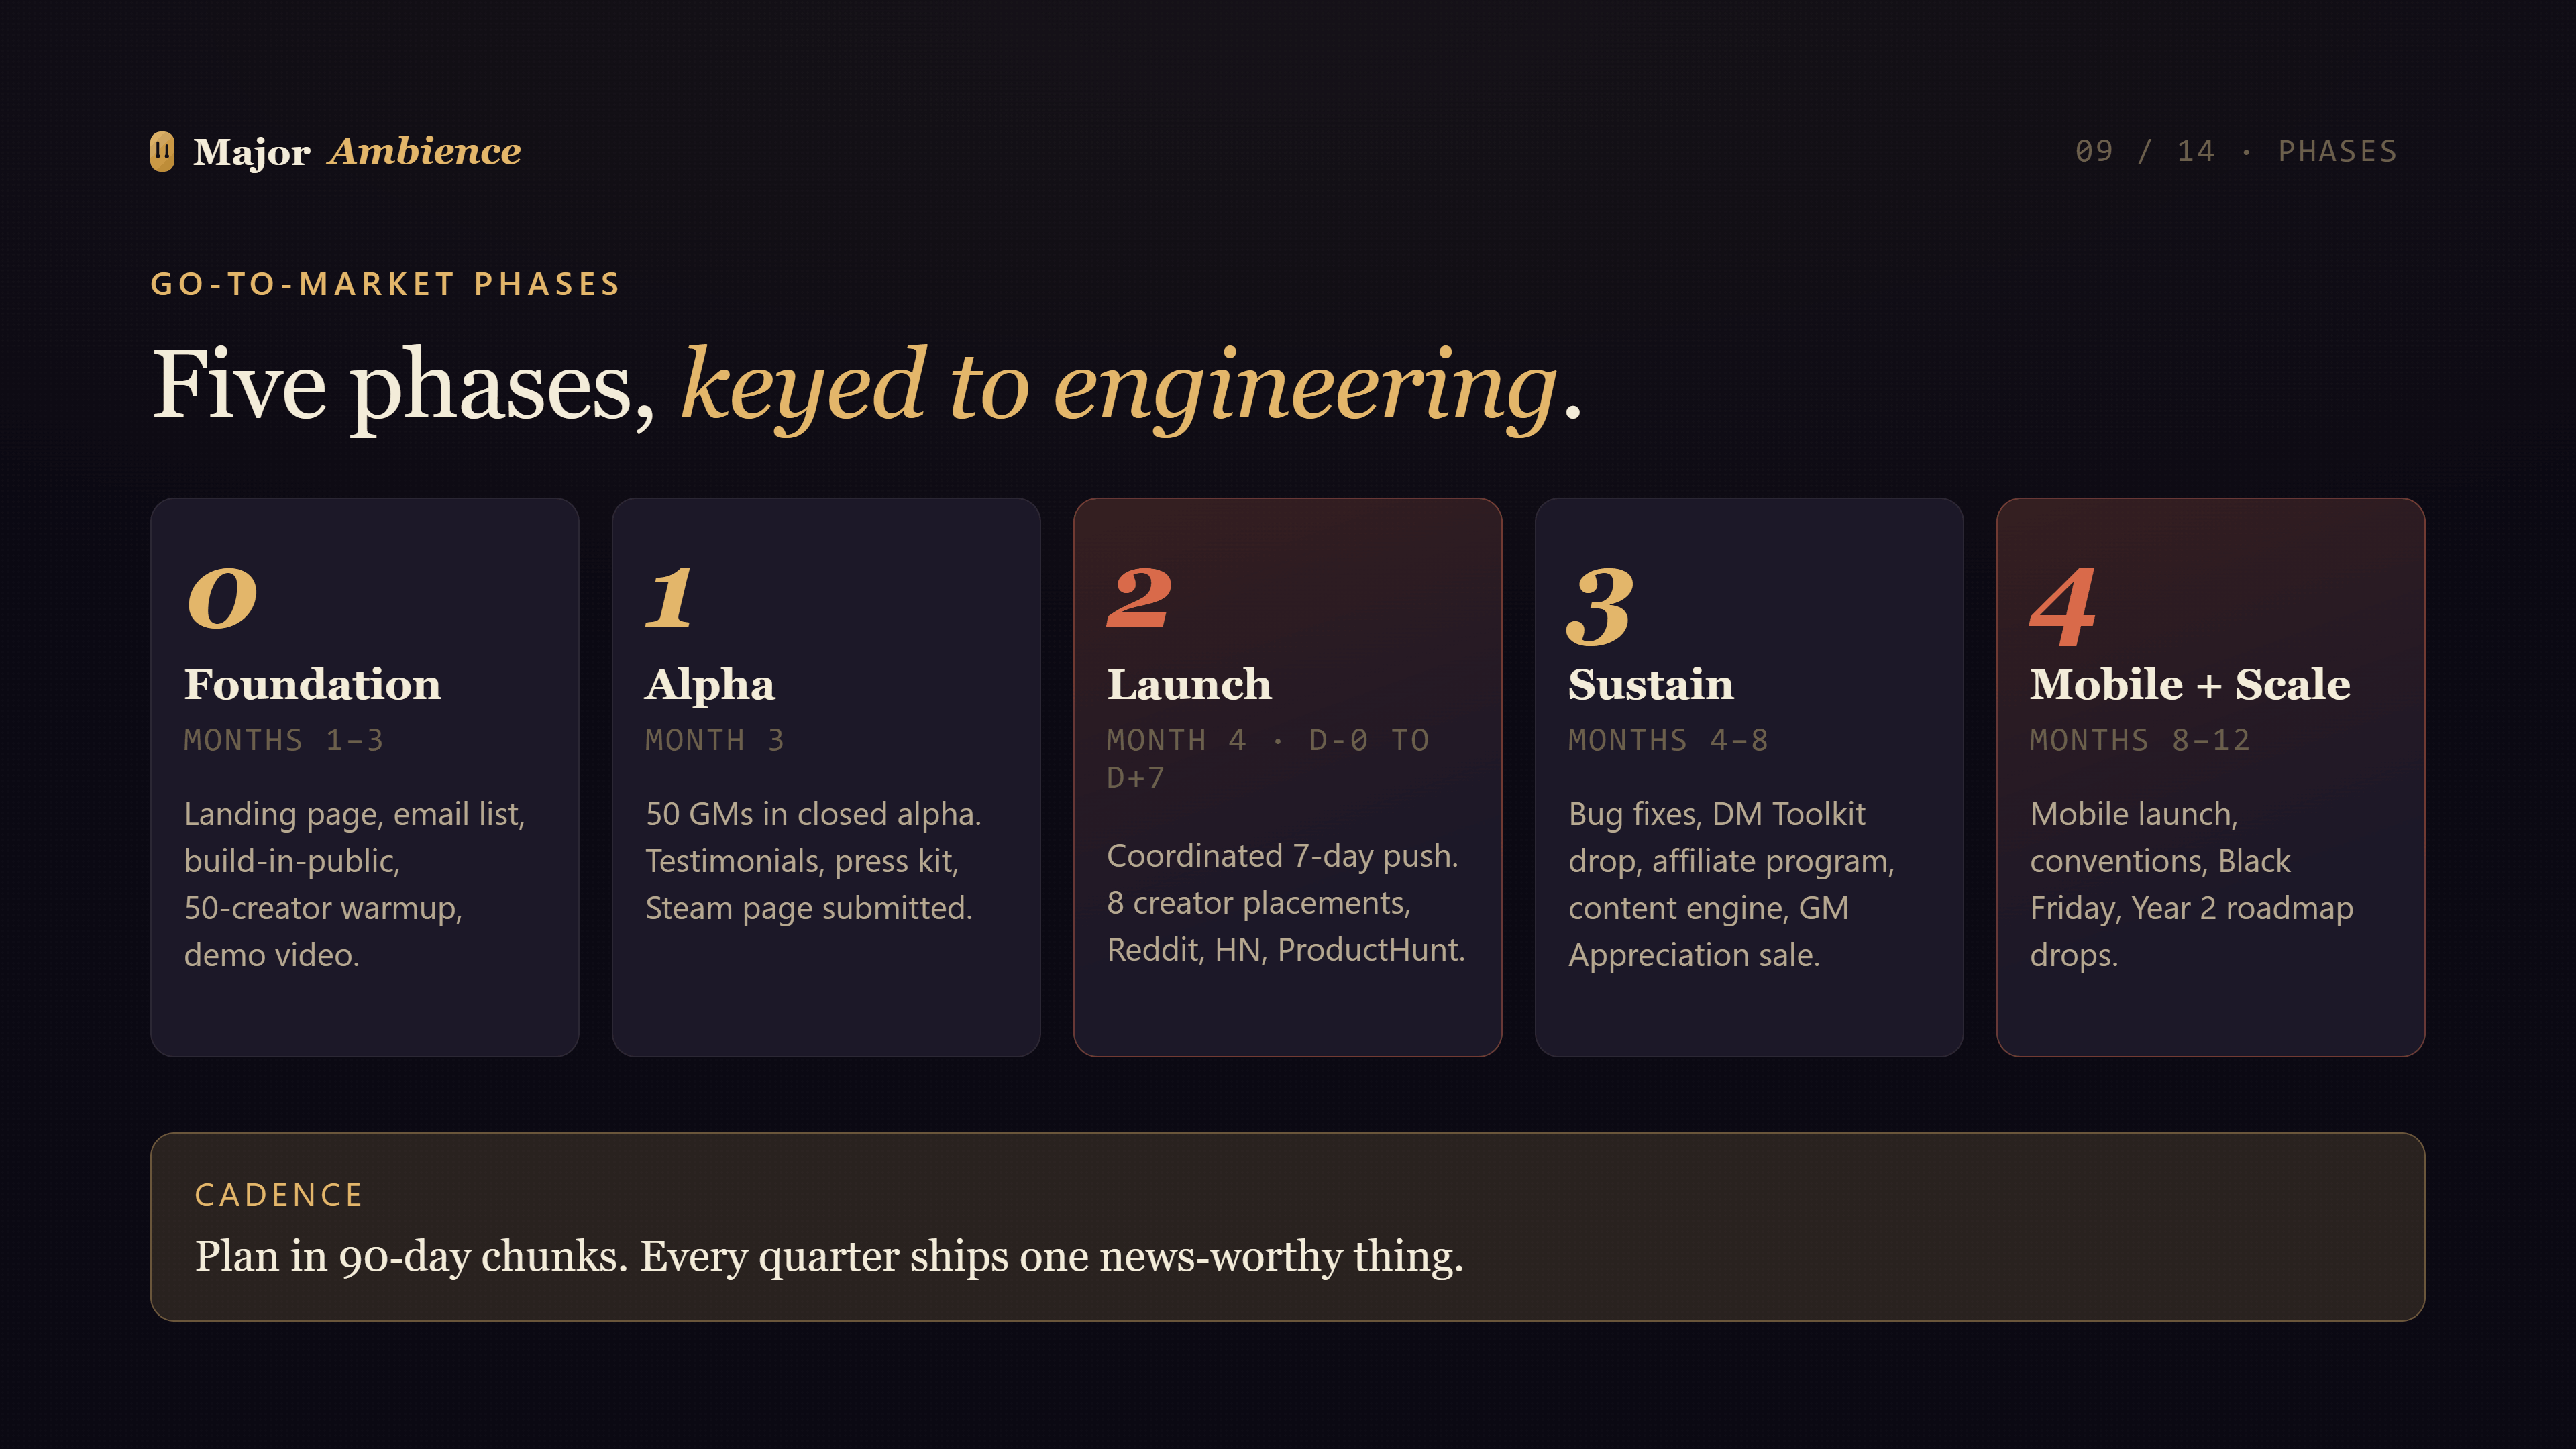 Major Ambience
09 / 14 · PHASES
GO-TO-MARKET PHASES
Five phases, keyed to engineering.
0
Foundation
MONTHS 1–3
Landing page, email list,
build-in-public,
50-creator warmup,
demo video.
1
Alpha
MONTH 3
50 GMs in closed alpha.
Testimonials, press kit,
Steam page submitted.
2
Launch
MONTH 4 · D-0 TO
D+7
Coordinated 7-day push.
8 creator placements,
Reddit, HN, ProductHunt.
3
Sustain
MONTHS 4–8
Bug fixes, DM Toolkit
drop, affiliate program,
content engine, GM
Appreciation sale.
4
Mobile + Scale
MONTHS 8–12
Mobile launch,
conventions, Black
Friday, Year 2 roadmap
drops.
CADENCE
Plan in 90-day chunks. Every quarter ships one news-worthy thing.